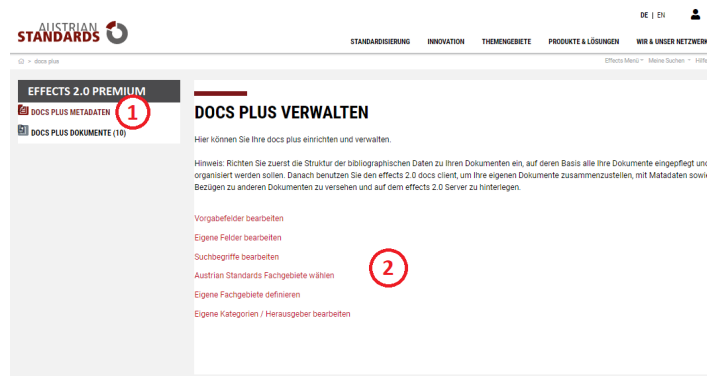 DE | EN
AUSTRIAN
STANDARDS
STANDARDISIERUNG INNOVATION THEMENGEBIETE PRODUKTE & LÖSUNGEN WIR & UNSER NETZWERK
> docs plus Effects Menü Meine Suchen Hilfe
EFFECTS 2.0 PREMIUM
DOCS PLUS METADATEN
1
DOCS PLUS DOKUMENTE (10)
DOCS PLUS VERWALTEN
Hier können Sie Ihre docs plus einrichten und verwalten.
Hinweis: Richten Sie zuerst die Struktur der bibliographischen Daten zu Ihren Dokumenten ein, auf deren Basis alle Ihre Dokumente eingepflegt und
organisiert werden sollen. Danach benutzen Sie den effects 2.0 docs client, um Ihre eigenen Dokumente zusammenzustellen, mit Matadaten sowie
Bezügen zu anderen Dokumenten zu versehen und auf dem effects 2.0 Server zu hinterlegen.
Vorgabefelder bearbeiten
Eigene Felder bearbeiten
Suchbegriffe bearbeiten
Austrian Standards Fachgebiete wählen
2
Eigene Fachgebiete definieren
Eigene Kategorien / Herausgeber bearbeiten